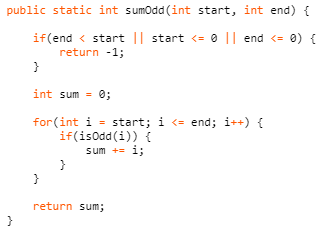 public static int sumOdd(int start, int end) {
if(end < start || start <= 0 || end <= 0) {
return -1;
}
int sum = 0;
for(int i = start; i <= end; i++) {
if(isOdd(i)) {
sum += i;
}
}
return sum;
}